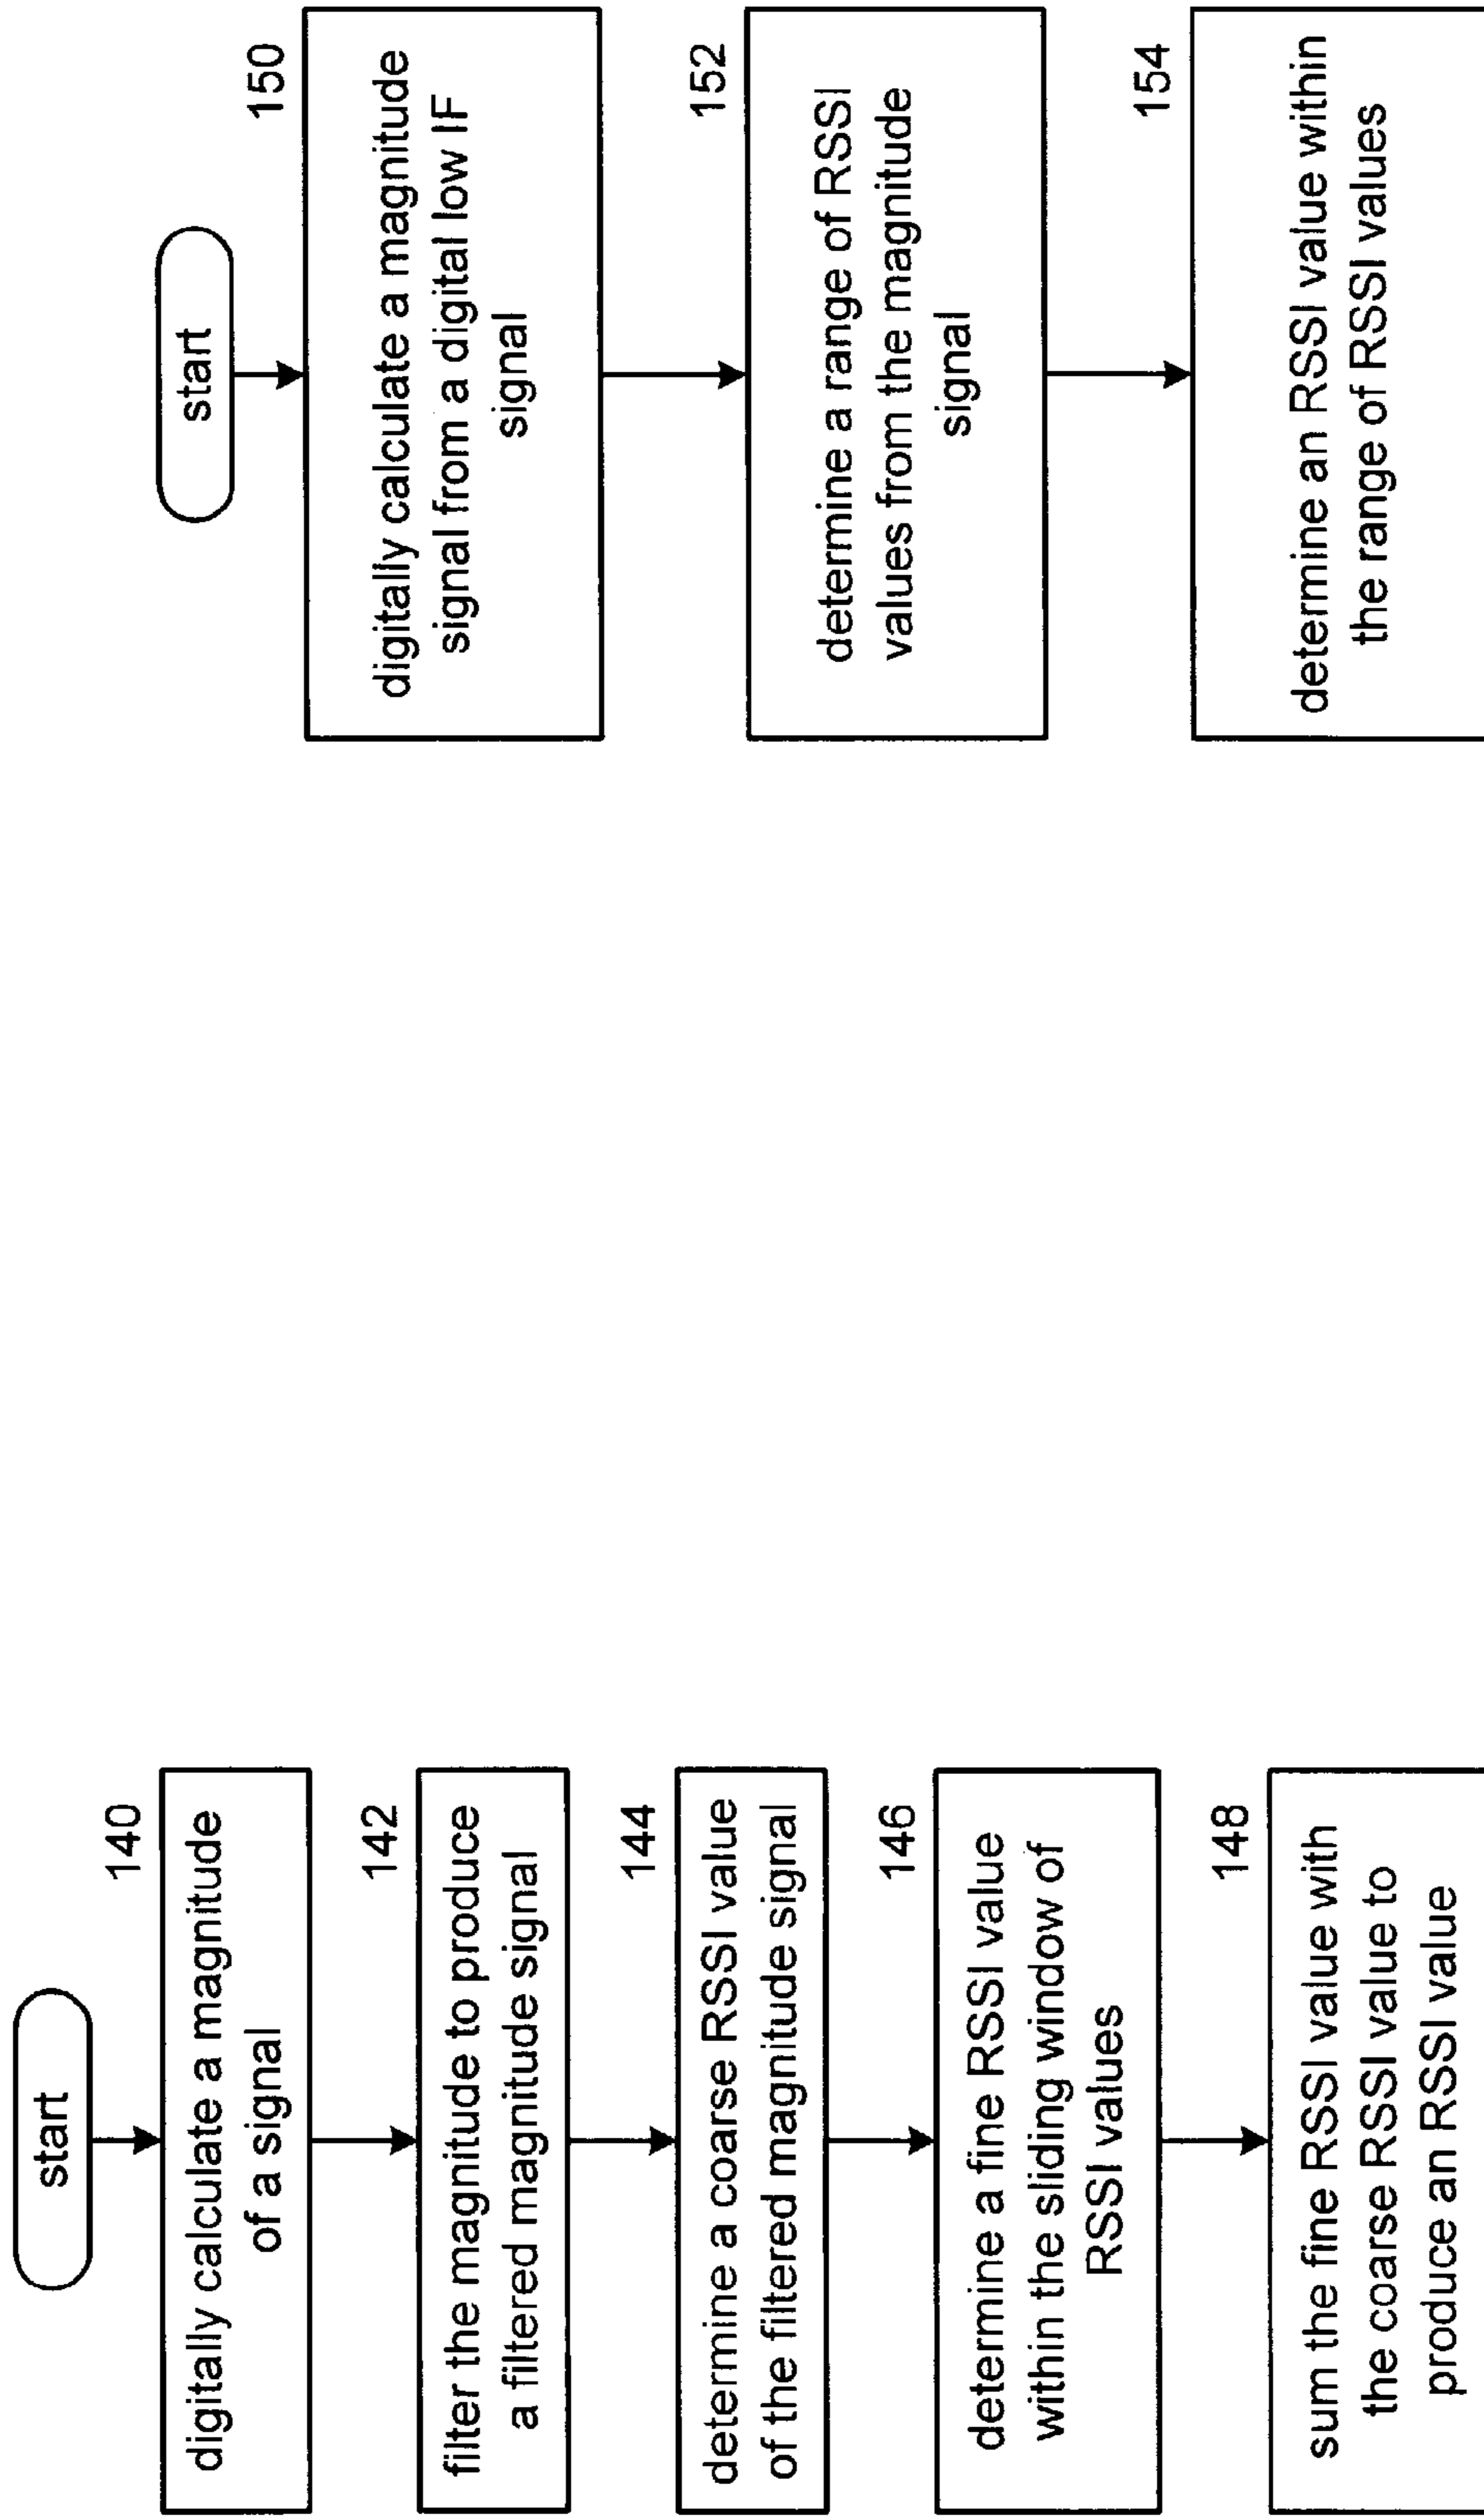 start
140
digitally calculate a magnitude
of a signal
142
filter the magnitude to produce
a filtered magnitude signal
144
determine a coarse RSSI value
of the filtered magnitude signal
146
determine a fine RSSI value
within the sliding window of
RSSI values
148
sum the fine RSSI value with
the coarse RSSI value to
produce an RSSI value
start
150
digitally calculate a magnitude
signal from a digital low IF
signal
152
determine a range of RSSI
values from the magnitude
signal
154
determine an RSSI value within
the range of RSSI values